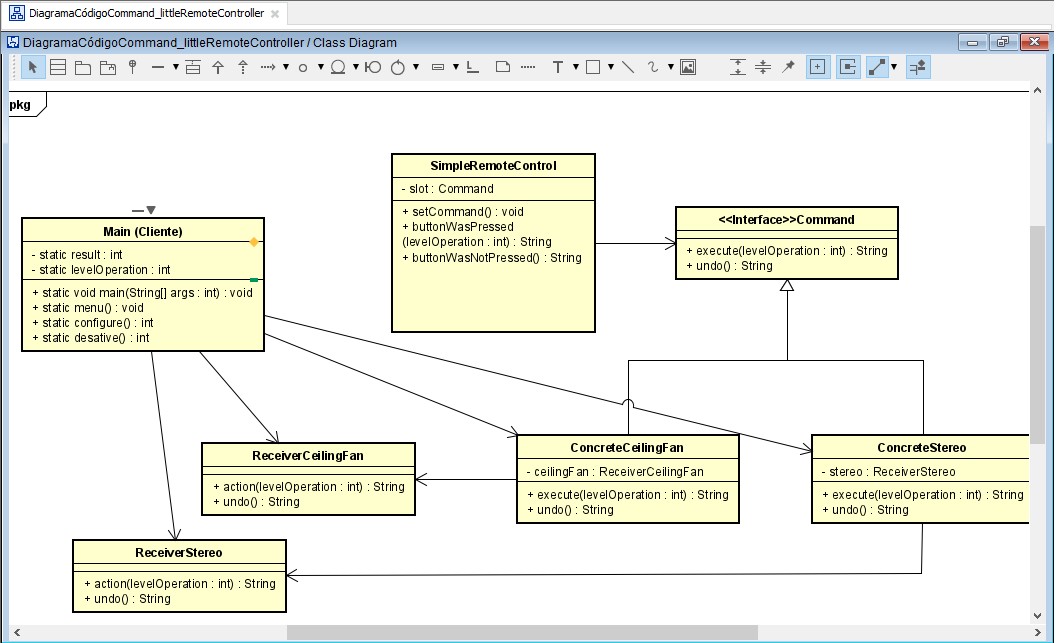 DiagramaCódigoCommand_littleRemoteController
DiagramaCódigoCommand_littleRemoteController / Class Diagram
T
pkg
SimpleRemoteControl
- slot : Command
+ setCommand() : void
+ buttonWasPressed
(levelOperation : int) : String
+ buttonWasNotPressed() : String
<<Interface>>Command
+ execute(levelOperation : int) : String
+ undo() : String
Main (Cliente)
- static result : int
- static levelOperation : int
+ static void main(String[] args : int) : void
+ static menu() : void
+ static configure() : int
+ static desative() : int
ReceiverCeilingFan
+ action(levelOperation : int) : String
+ undo() : String
ConcreteCeilingFan
- ceilingFan : ReceiverCeilingFan
+ execute(levelOperation : int) : String
+ undo() : String
ConcreteStereo
- stereo : ReceiverStereo
+ execute(levelOperation : int) : String
+ undo() : String
ReceiverStereo
+ action(levelOperation : int) : String
+ undo() : String